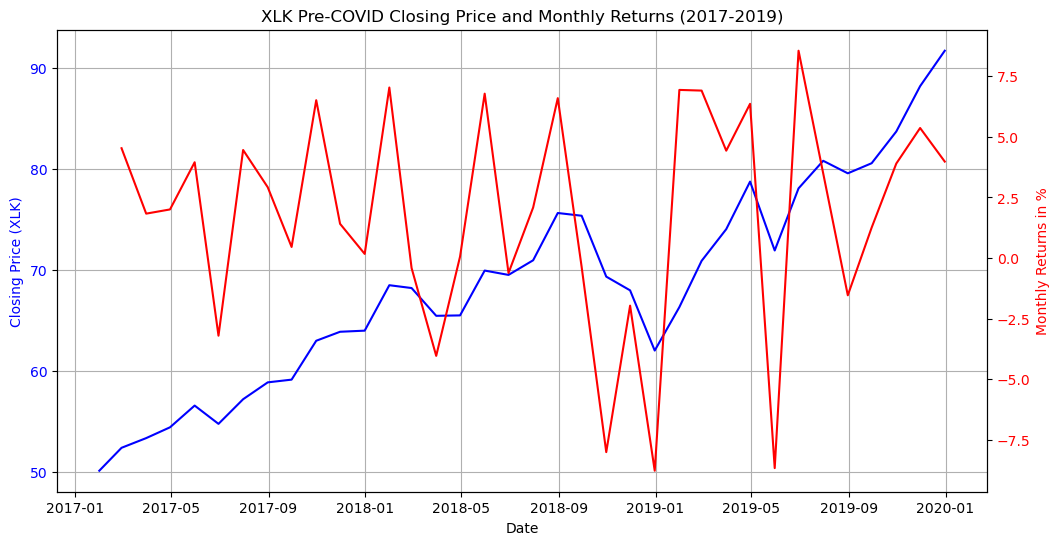 XLK Pre-COVID Closing Price and Monthly Returns (2017-2019)
Closing Price (XLK)
90
80
70
60
50
7.5
5.0
2.5
0.0
−2.5
−5.0
−7.5
Monthly Returns in %
2017-01 2017-05 2017-09 2018-01 2018-05 2018-09 2019-01 2019-05 2019-09 2020-01
Date